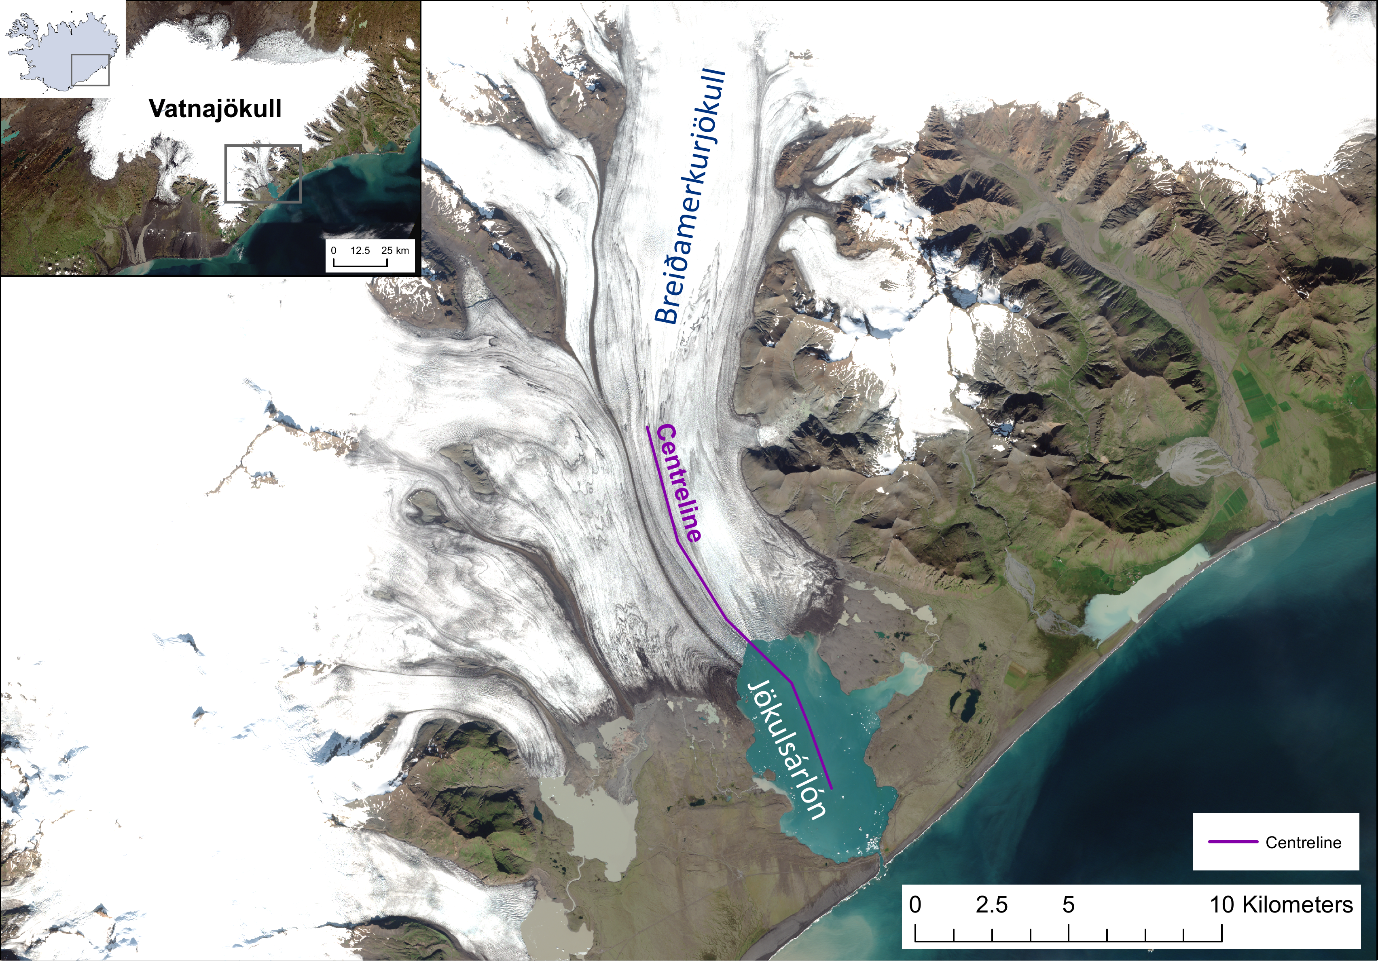 Vatnajökull
0 12.5 25 km
Breiðamerkurjökull
Centreline
Jökulsárlón
Centreline
0 2.5 5 10 Kilometers